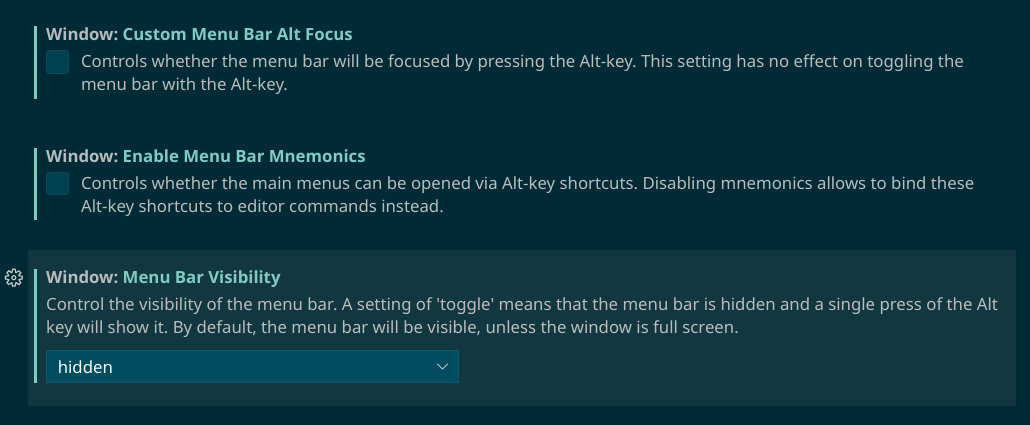 Window: Custom Menu Bar Alt Focus
Controls whether the menu bar will be focused by pressing the Alt-key. This setting has no effect on toggling the
menu bar with the Alt-key.
Window: Enable Menu Bar Mnemonics
Controls whether the main menus can be opened via Alt-key shortcuts. Disabling mnemonics allows to bind these
Alt-key shortcuts to editor commands instead.
Window: Menu Bar Visibility
Control the visibility of the menu bar. A setting of 'toggle' means that the menu bar is hidden and a single press of the Alt
key will show it. By default, the menu bar will be visible, unless the window is full screen.
hidden